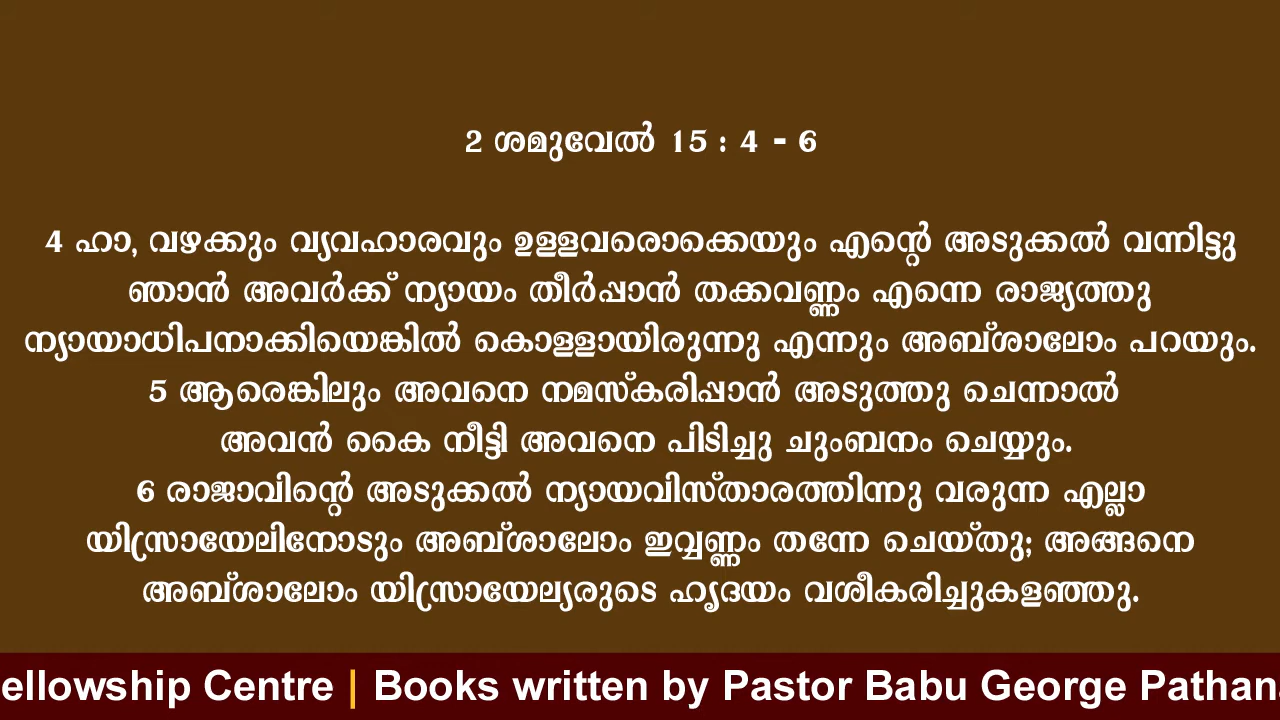 2 ശമുവേൽ 15 : 4 - 6
4 ഹാ, വഴക്കും വ്യവഹാരവും ഉള്ളവരൊക്കെയും എന്റെ അടുക്കൽ വന്നിട്ടു
ഞാൻ അവർക്ക് ന്യായം തീർപ്പാൻ തക്കവണ്ണം എന്നെ രാജ്യത്തു
ന്യായാധിപനാക്കിയെങ്കിൽ കൊള്ളായിരുന്നു എന്നും അബ്ശാലോം പറയും.
5 ആരെങ്കിലും അവനെ നമസ്കരിപ്പാൻ അടുത്തു ചെന്നാൽ
അവൻ കൈ നീട്ടി അവനെ പിടിച്ചു ചുംബനം ചെയ്യും.
6 രാജാവിന്റെ അടുക്കൽ ന്യായവിസ്താരത്തിന്നു വരുന്ന എല്ലാ
യിസ്രായേലിനോടും അബ്ശാലോം ഇവ്വണ്ണം തന്നേ ചെയ്തു; അങ്ങനെ
അബ്ശാലോം യിസ്രായേല്യരുടെ ഹൃദയം വശീകരിച്ചുകളഞ്ഞു.
ellowship Centre | Books written by Pastor Babu George Pathan